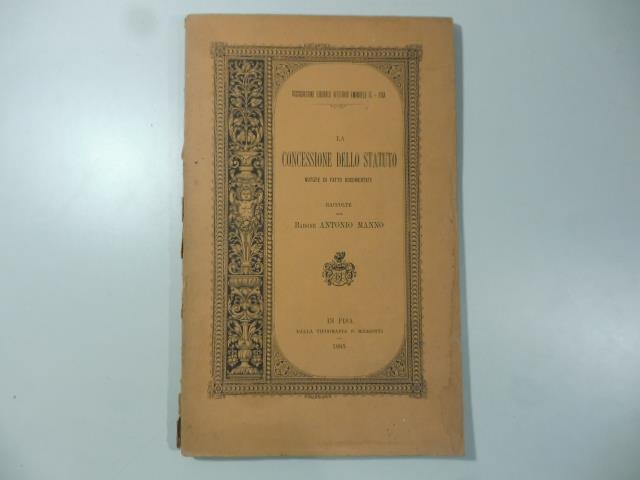 ASSOCIAZIONE LIBERALE VITTORIO EMANUELE II. - PISA
LA
CONCESSIONE DELLO STATUTO
NOTIZIE DI FATTO DOCUMENTATE
RACCOLTE
DAL
BARONE ANTONIO MANNO
IN PISA
DALLA TIPOGRAFIA F. MARIOTTI
1885